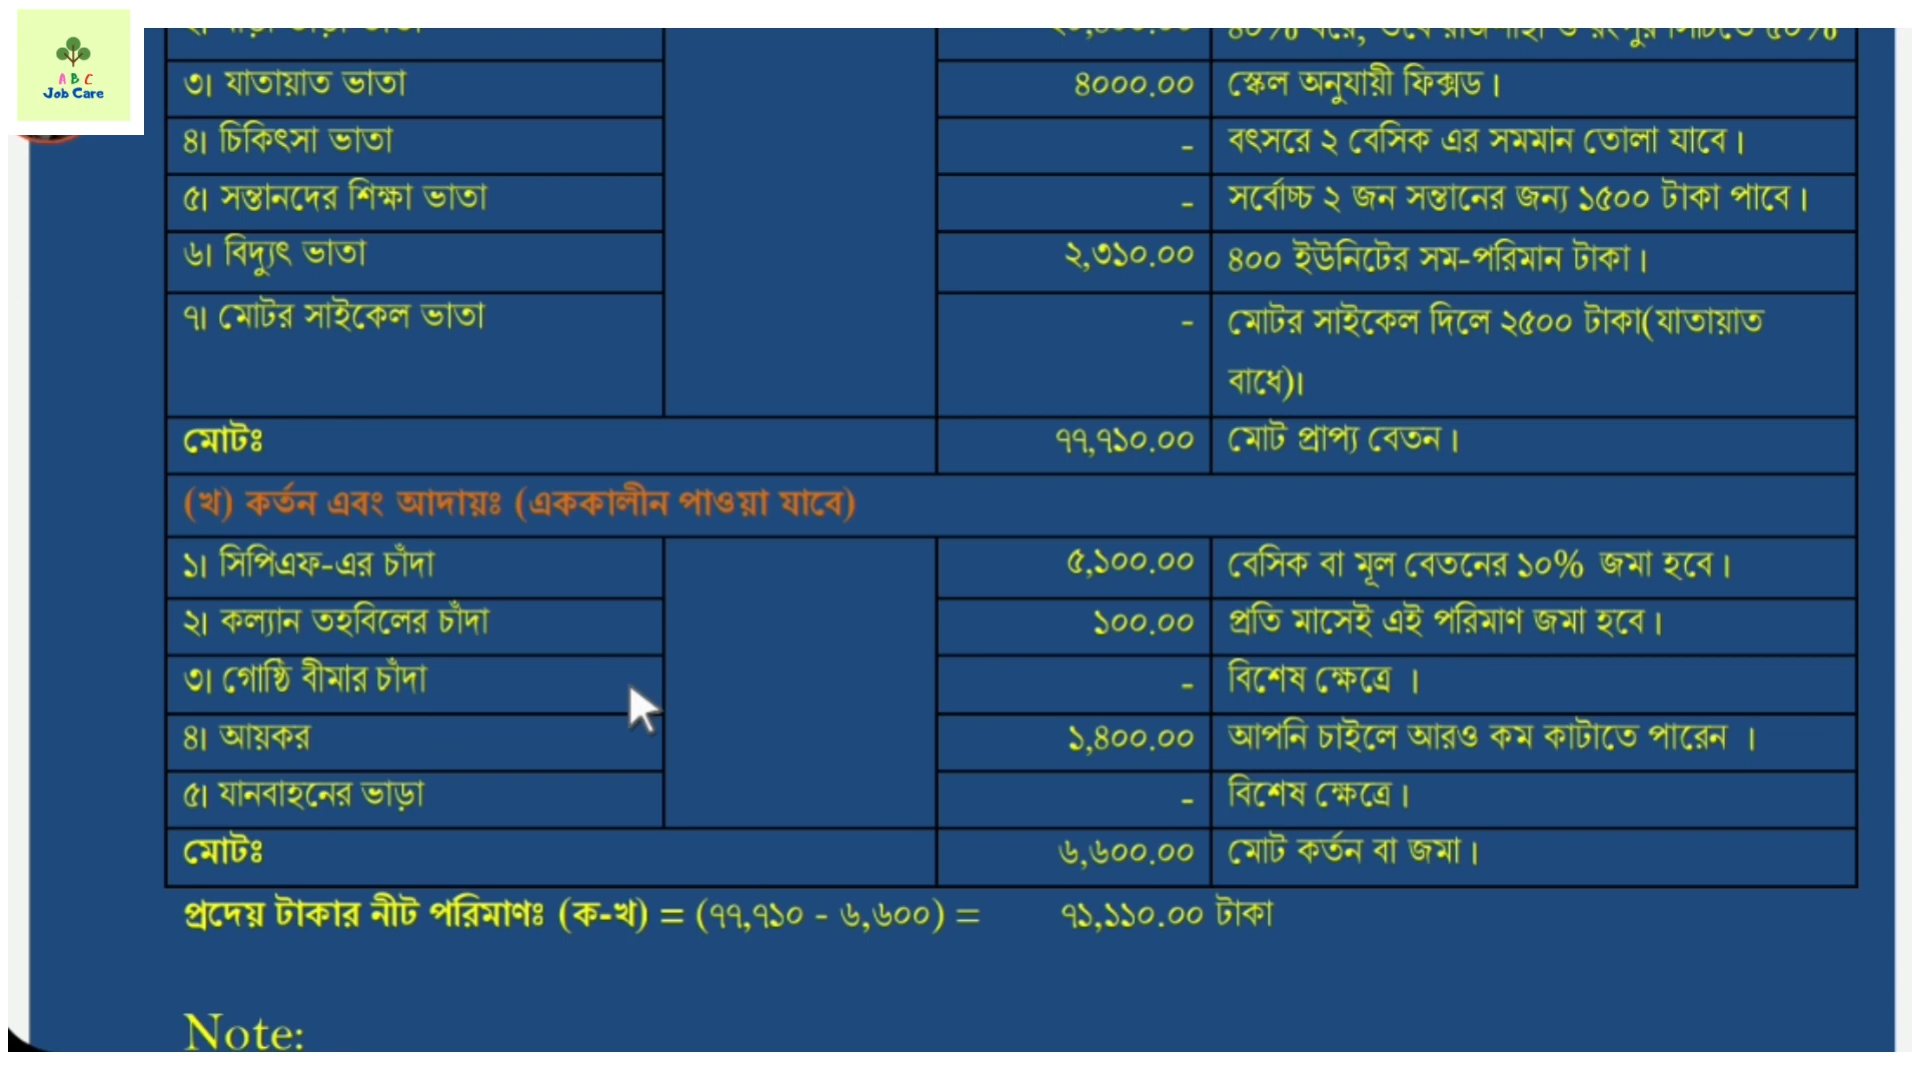 A B C
Job Care
৩। যাতায়াত ভাতা ৪০০০.০০ স্কেল অনুযায়ী ফিক্সড।
৪। চিকিৎসা ভাতা - বৎসরে ২ বেসিক এর সমমান তোলা যাবে।
৫। সন্তানদের শিক্ষা ভাতা - সর্বোচ্চ ২ জন সন্তানের জন্য ১৫০০ টাকা পাবে।
৬। বিদ্যুৎ ভাতা ২,৩১০.০০ ৪০০ ইউনিটের সম-পরিমান টাকা।
৭। মোটর সাইকেল ভাতা - মোটর সাইকেল দিলে ২৫০০ টাকা(যাতায়াত
বাধে)।
মোটঃ ৭৭,৭১০.০০ মোট প্রাপ্য বেতন।
(খ) কর্তন এবং আদায়ঃ (এককালীন পাওয়া যাবে)
১। সিপিএফ-এর চাঁদা ৫,১০০.০০ বেসিক বা মূল বেতনের ১০% জমা হবে।
২। কল্যান তহবিলের চাঁদা ১০০.০০ প্রতি মাসেই এই পরিমাণ জমা হবে।
৩। গোষ্ঠি বীমার চাঁদা - বিশেষ ক্ষেত্রে ।
৪। আয়কর ১,৪০০.০০ আপনি চাইলে আরও কম কাটাতে পারেন ।
৫। যানবাহনের ভাড়া - বিশেষ ক্ষেত্রে।
মোটঃ ৬,৬০০.০০ মোট কর্তন বা জমা।
প্রদেয় টাকার নীট পরিমাণঃ (ক-খ) = (৭৭,৭১০ - ৬,৬০০) = ৭১,১১০.০০ টাকা
Note: